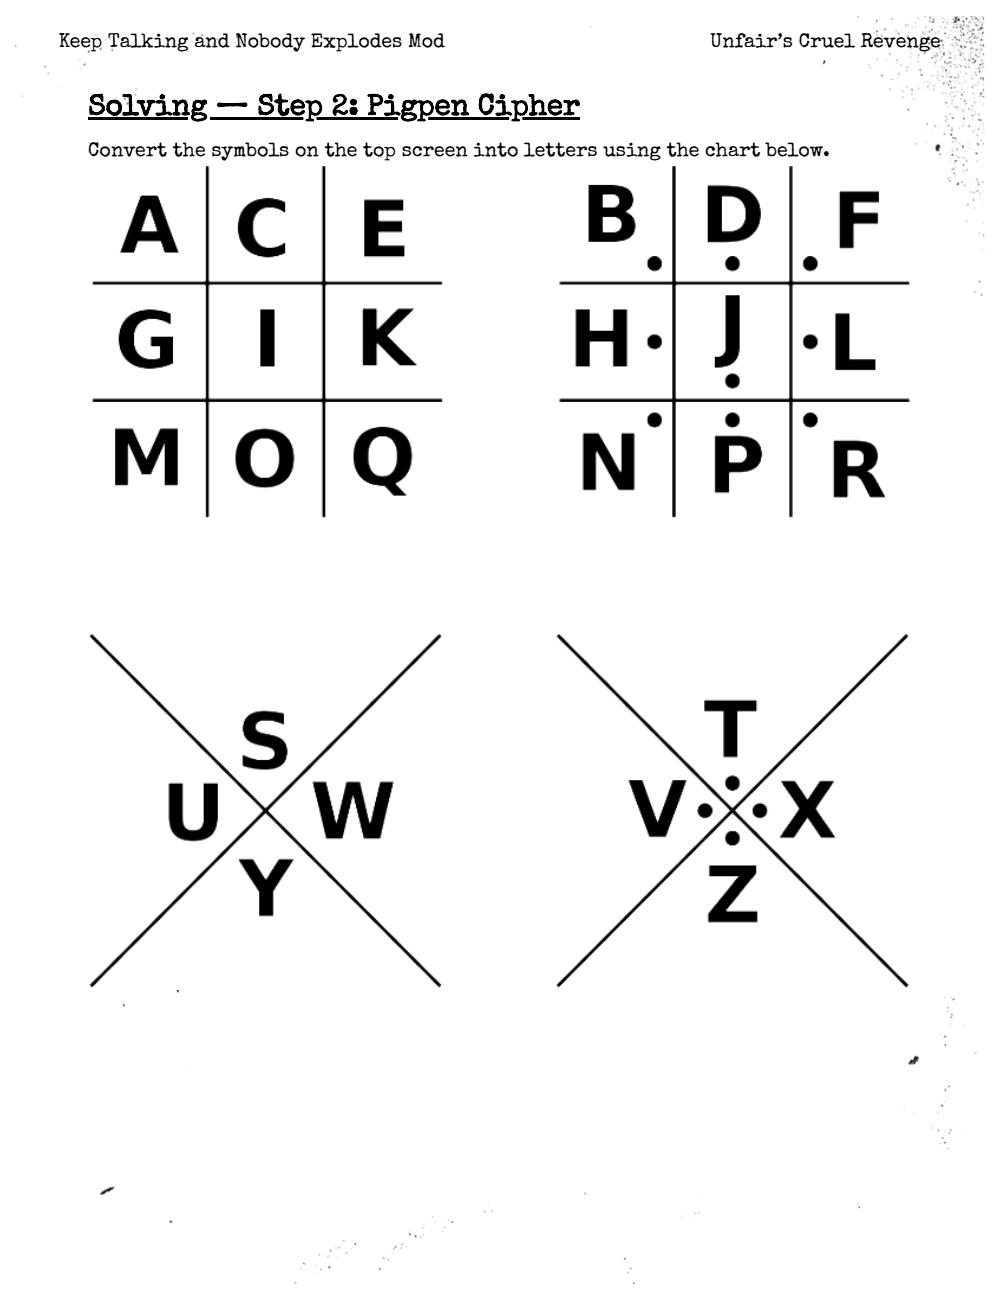 Keep Talking and Nobody Explodes Mod
Unfair's Cruel Revenge
Solving — Step 2: Pigpen Cipher
Convert the symbols on the top screen into letters using the chart below.
A C E
G I K
M O Q
B D F
H J L
N P R
S
U W
Y
T
V X
Z